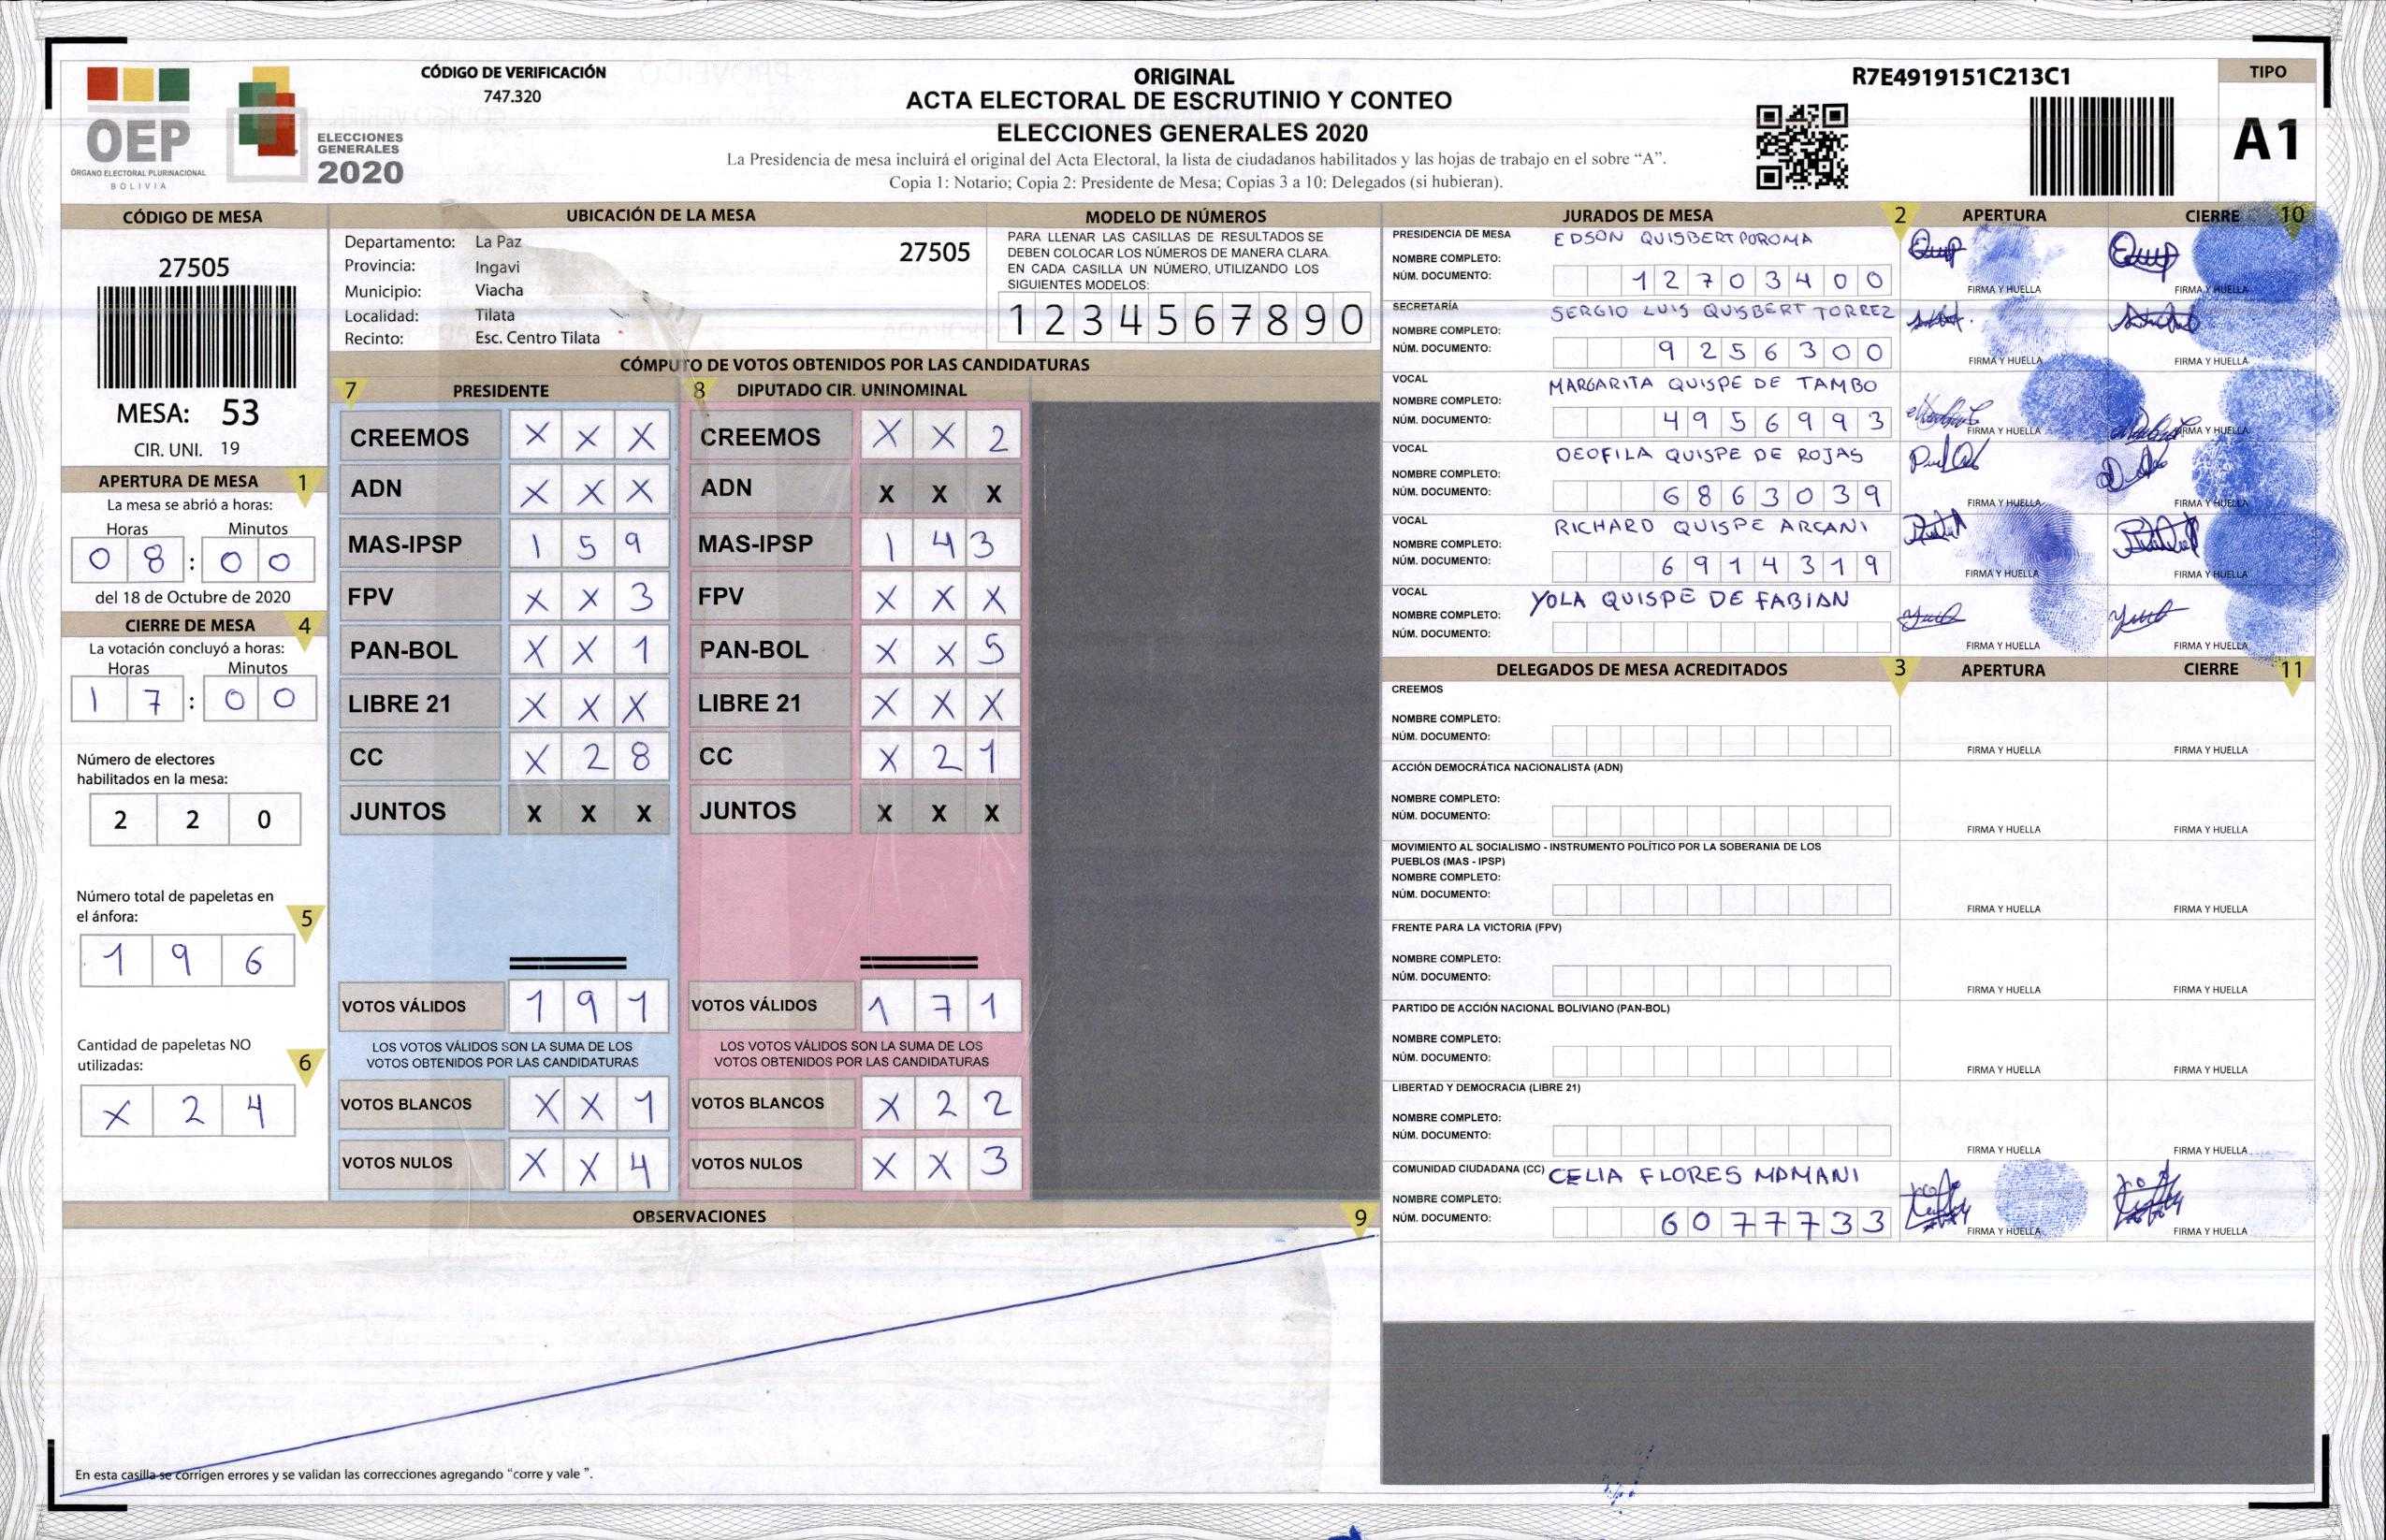 CÓDIGO DE VERIFICACIÓN
747.320
OEP
ÓRGANO ELECTORAL PLURINACIONAL
BOLIVIA
ELECCIONES
GENERALES
2020
ORIGINAL
ACTA ELECTORAL DE ESCRUTINIO Y CONTEO
ELECCIONES GENERALES 2020
La Presidencia de mesa incluirá el original del Acta Electoral, la lista de ciudadanos habilitados y las hojas de trabajo en el sobre “A”.
Copia 1: Notario; Copia 2: Presidente de Mesa; Copias 3 a 10: Delegados (si hubieran).
R7E4919151C213C1
TIPO
A1
CÓDIGO DE MESA
27505
MESA: 53
CIR. UNI. 19
APERTURA DE MESA 1
La mesa se abrió a horas:
Horas Minutos
0 8 : 0 0
del 18 de Octubre de 2020
CIERRE DE MESA 4
La votación concluyó a horas:
Horas Minutos
1 7 : 0 0
Número de electores
habilitados en la mesa:
2 2 0
Número total de papeletas en
el ánfora: 5
1 9 6
Cantidad de papeletas NO
utilizadas: 6
X 2 4
UBICACIÓN DE LA MESA
Departamento: La Paz 27505
Provincia: Ingavi
Municipio: Viacha
Localidad: Tilata
Recinto: Esc. Centro Tilata
MODELO DE NÚMEROS
PARA LLENAR LAS CASILLAS DE RESULTADOS SE
DEBEN COLOCAR LOS NÚMEROS DE MANERA CLARA.
EN CADA CASILLA UN NÚMERO, UTILIZANDO LOS
SIGUIENTES MODELOS:
1 2 3 4 5 6 7 8 9 0
CÓMPUTO DE VOTOS OBTENIDOS POR LAS CANDIDATURAS
7 PRESIDENTE
CREEMOS X X X
ADN X X X
MAS-IPSP 1 5 9
FPV X X 3
PAN-BOL X X 1
LIBRE 21 X X X
CC X 2 8
JUNTOS X X X
VOTOS VÁLIDOS 1 9 1
LOS VOTOS VÁLIDOS SON LA SUMA DE LOS
VOTOS OBTENIDOS POR LAS CANDIDATURAS
VOTOS BLANCOS X X 1
VOTOS NULOS X X 4
8 DIPUTADO CIR. UNINOMINAL
CREEMOS X X 2
ADN X X X
MAS-IPSP 1 4 3
FPV X X X
PAN-BOL X X 5
LIBRE 21 X X X
CC X 2 1
JUNTOS X X X
VOTOS VÁLIDOS 1 7 1
LOS VOTOS VÁLIDOS SON LA SUMA DE LOS
VOTOS OBTENIDOS POR LAS CANDIDATURAS
VOTOS BLANCOS X 2 2
VOTOS NULOS X X 3
OBSERVACIONES 9
En esta casilla se corrigen errores y se validan las correcciones agregando “corre y vale ”.
JURADOS DE MESA 2 APERTURA CIERRE 10
PRESIDENCIA DE MESA EDSON QUISBERT POROMA
NOMBRE COMPLETO:
NÚM. DOCUMENTO: 1 2 7 0 3 4 0 0
FIRMA Y HUELLA FIRMA Y HUELLA
SECRETARÍA SERGIO LUIS QUISBERT TORREZ
NOMBRE COMPLETO:
NÚM. DOCUMENTO: 9 2 5 6 3 0 0
FIRMA Y HUELLA FIRMA Y HUELLA
VOCAL MARGARITA QUISPE DE TAMBO
NOMBRE COMPLETO:
NÚM. DOCUMENTO: 4 9 5 6 9 9 3
FIRMA Y HUELLA FIRMA Y HUELLA
VOCAL DEOFILA QUISPE DE ROJAS
NOMBRE COMPLETO:
NÚM. DOCUMENTO: 6 8 6 3 0 3 9
FIRMA Y HUELLA FIRMA Y HUELLA
VOCAL RICHARD QUISPE ARCANI
NOMBRE COMPLETO:
NÚM. DOCUMENTO: 6 9 1 4 3 1 9
FIRMA Y HUELLA FIRMA Y HUELLA
VOCAL YOLA QUISPE DE FABIAN
NOMBRE COMPLETO:
NÚM. DOCUMENTO:
FIRMA Y HUELLA FIRMA Y HUELLA
DELEGADOS DE MESA ACREDITADOS 3 APERTURA CIERRE 11
CREEMOS
NOMBRE COMPLETO:
NÚM. DOCUMENTO:
FIRMA Y HUELLA FIRMA Y HUELLA
ACCIÓN DEMOCRÁTICA NACIONALISTA (ADN)
NOMBRE COMPLETO:
NÚM. DOCUMENTO:
FIRMA Y HUELLA FIRMA Y HUELLA
MOVIMIENTO AL SOCIALISMO - INSTRUMENTO POLÍTICO POR LA SOBERANIA DE LOS
PUEBLOS (MAS - IPSP)
NOMBRE COMPLETO:
NÚM. DOCUMENTO:
FIRMA Y HUELLA FIRMA Y HUELLA
FRENTE PARA LA VICTORIA (FPV)
NOMBRE COMPLETO:
NÚM. DOCUMENTO:
FIRMA Y HUELLA FIRMA Y HUELLA
PARTIDO DE ACCIÓN NACIONAL BOLIVIANO (PAN-BOL)
NOMBRE COMPLETO:
NÚM. DOCUMENTO:
FIRMA Y HUELLA FIRMA Y HUELLA
LIBERTAD Y DEMOCRACIA (LIBRE 21)
NOMBRE COMPLETO:
NÚM. DOCUMENTO:
FIRMA Y HUELLA FIRMA Y HUELLA
COMUNIDAD CIUDADANA (CC) CELIA FLORES MAMANI
NOMBRE COMPLETO:
NÚM. DOCUMENTO: 6 0 7 7 7 3 3
FIRMA Y HUELLA FIRMA Y HUELLA